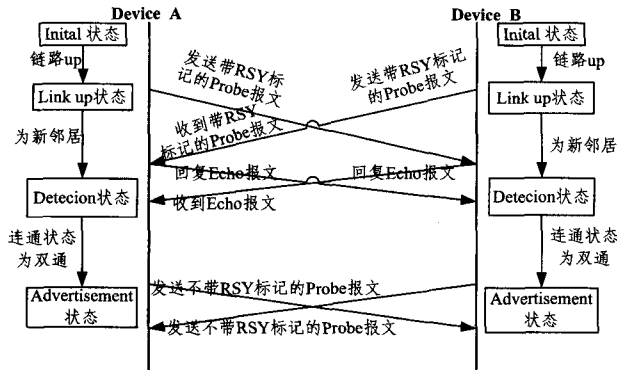 Device A
Device B
Inital 状态
链路up
Link up状态
为新邻居
Detecion状态
连通状态
为双通
Advertisement
状态
发送带RSY标
记的Probe报文
发送带RSY标记
的Probe报文
收到带RSY
标记的Probe报文
回复Echo报文
回复Echo报文
收到Echo报文
发送不带RSY标记的Probe报文
发送不带RSY标记的Probe报文
Inital 状态
链路up
Link up状态
为新邻居
Detecion状态
连通状态
为双通
Advertisement
状态